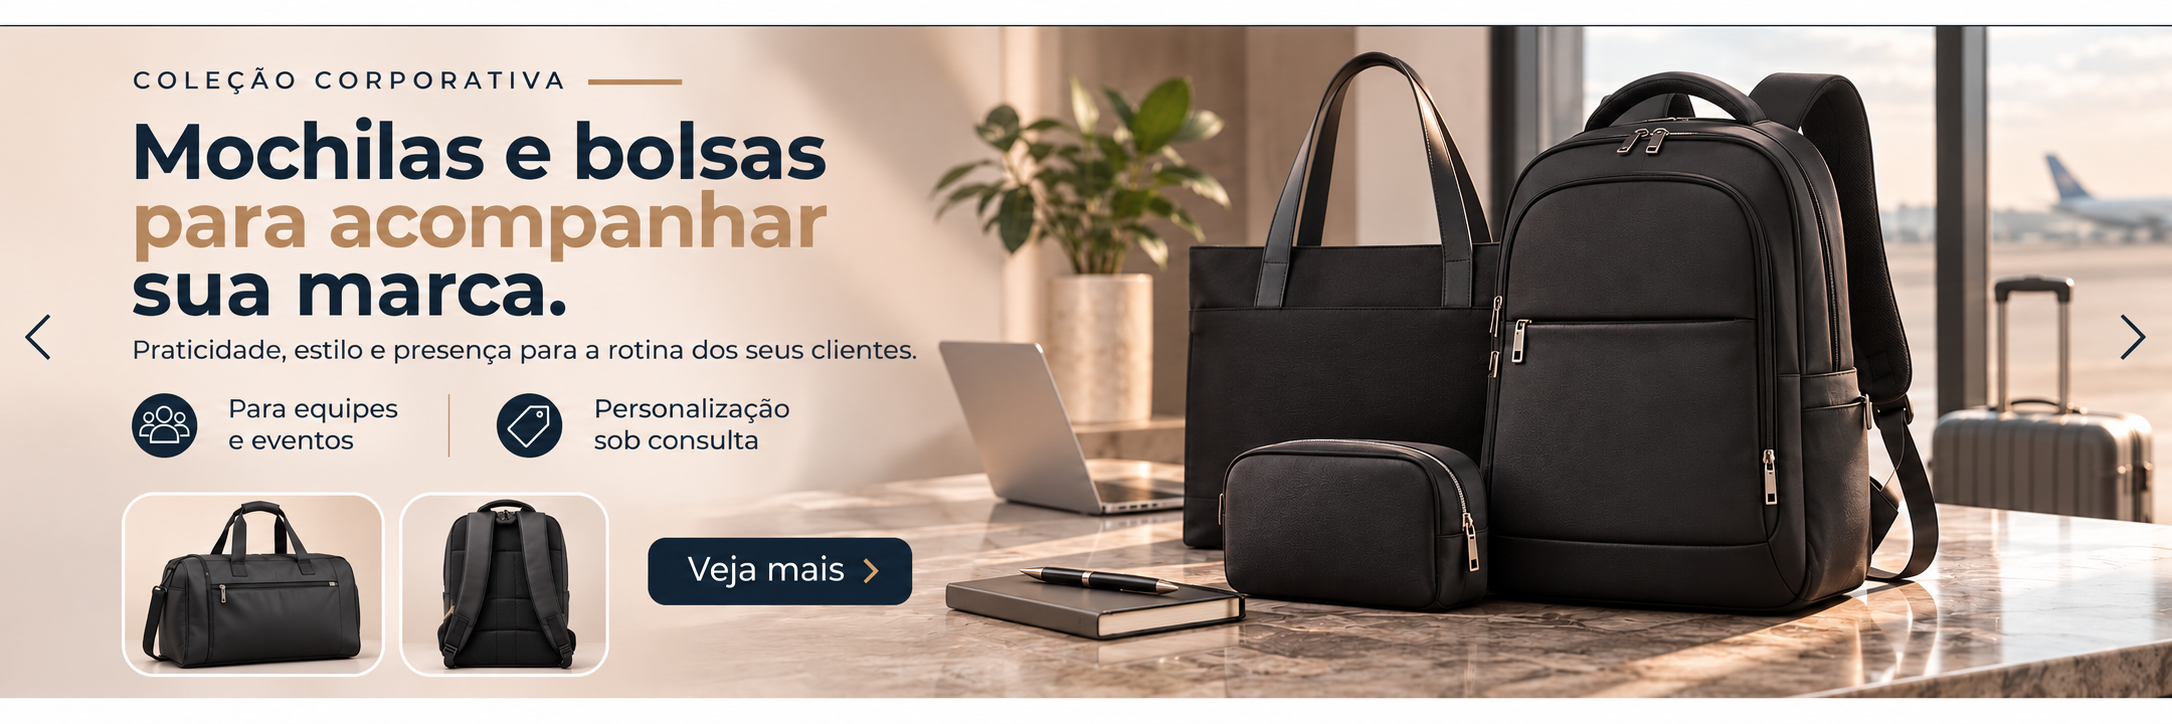 COLEÇÃO CORPORATIVA
Mochilas e bolsas
para acompanhar
sua marca.
Praticidade, estilo e presença para a rotina dos seus clientes.
Para equipes
e eventos
Personalização
sob consulta
Veja mais